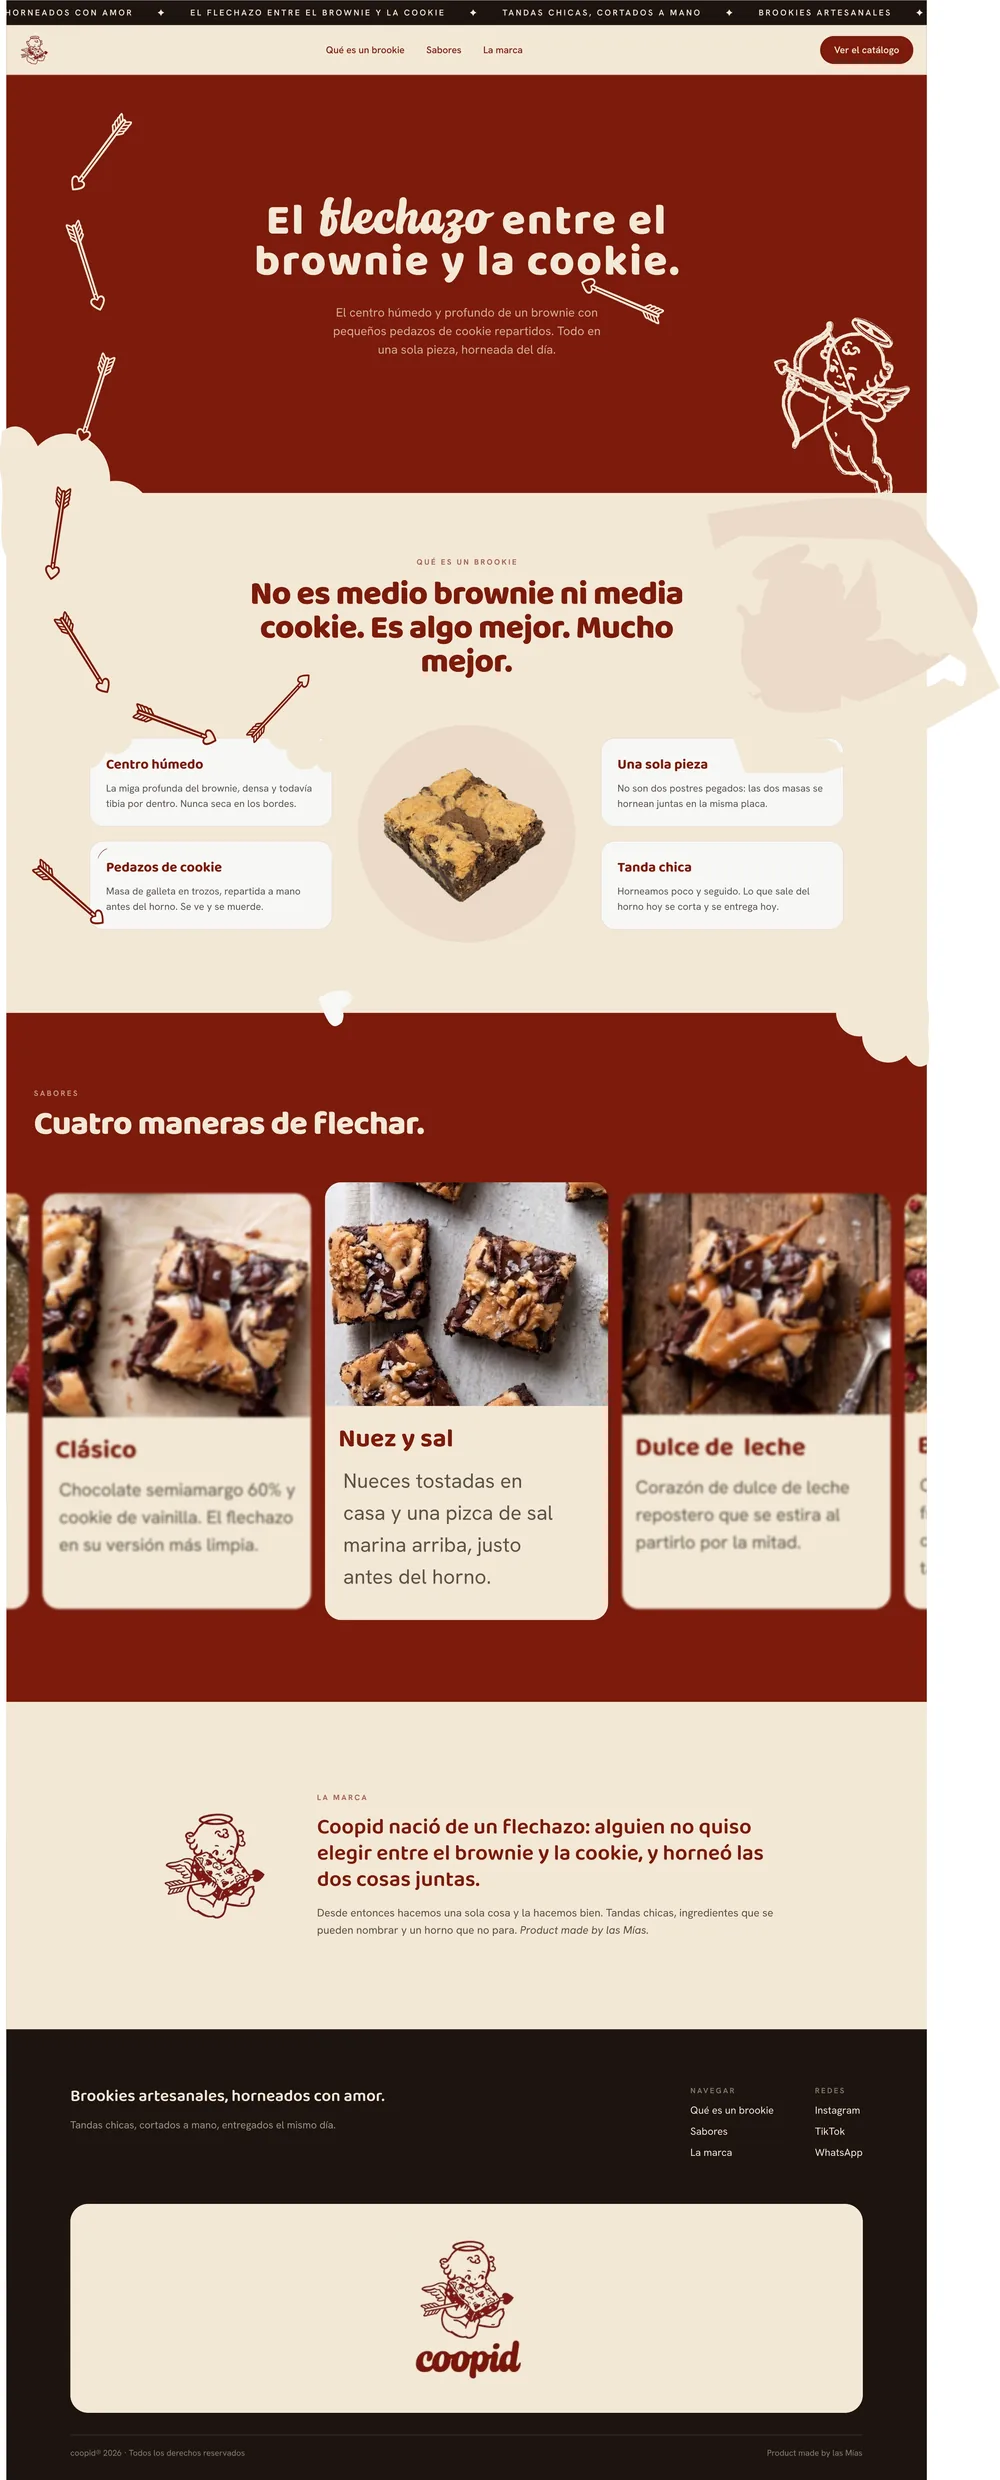 HORNEADOS CON AMOR ✦ EL FLECHAZO ENTRE EL BROWNIE Y LA COOKIE ✦ TANDAS CHICAS, CORTADOS A MANO ✦ BROOKIES ARTESANALES ✦
Qué es un brookie Sabores La marca Ver el catálogo
El flechazo entre el
brownie y la cookie.
El centro húmedo y profundo de un brownie con
pequeños pedazos de cookie repartidos. Todo en
una sola pieza, horneada del día.
QUÉ ES UN BROOKIE
No es medio brownie ni media
cookie. Es algo mejor. Mucho
mejor.
Centro húmedo
La miga profunda del brownie, densa y todavía
tibia por dentro. Nunca seca en los bordes.
Pedazos de cookie
Masa de galleta en trozos, repartida a mano
antes del horno. Se ve y se muerde.
Una sola pieza
No son dos postres pegados: las dos masas se
hornean juntas en la misma placa.
Tanda chica
Horneamos poco y seguido. Lo que sale del
horno hoy se corta y se entrega hoy.
SABORES
Cuatro maneras de flechar.
Clásico
Chocolate semiamargo 60% y
cookie de vainilla. El flechazo
en su versión más limpia.
Nuez y sal
Nueces tostadas en
casa y una pizca de sal
marina arriba, justo
antes del horno.
Dulce de leche
Corazón de dulce de leche
repostero que se estira al
partirlo por la mitad.
LA MARCA
Coopid nació de un flechazo: alguien no quiso
elegir entre el brownie y la cookie, y horneó las
dos cosas juntas.
Desde entonces hacemos una sola cosa y la hacemos bien. Tandas chicas, ingredientes que se
pueden nombrar y un horno que no para. Product made by las Mías.
Brookies artesanales, horneados con amor.
Tandas chicas, cortados a mano, entregados el mismo día.
NAVEGAR
Qué es un brookie
Sabores
La marca
REDES
Instagram
TikTok
WhatsApp
coopid
coopid® 2026 · Todos los derechos reservados
Product made by las Mías